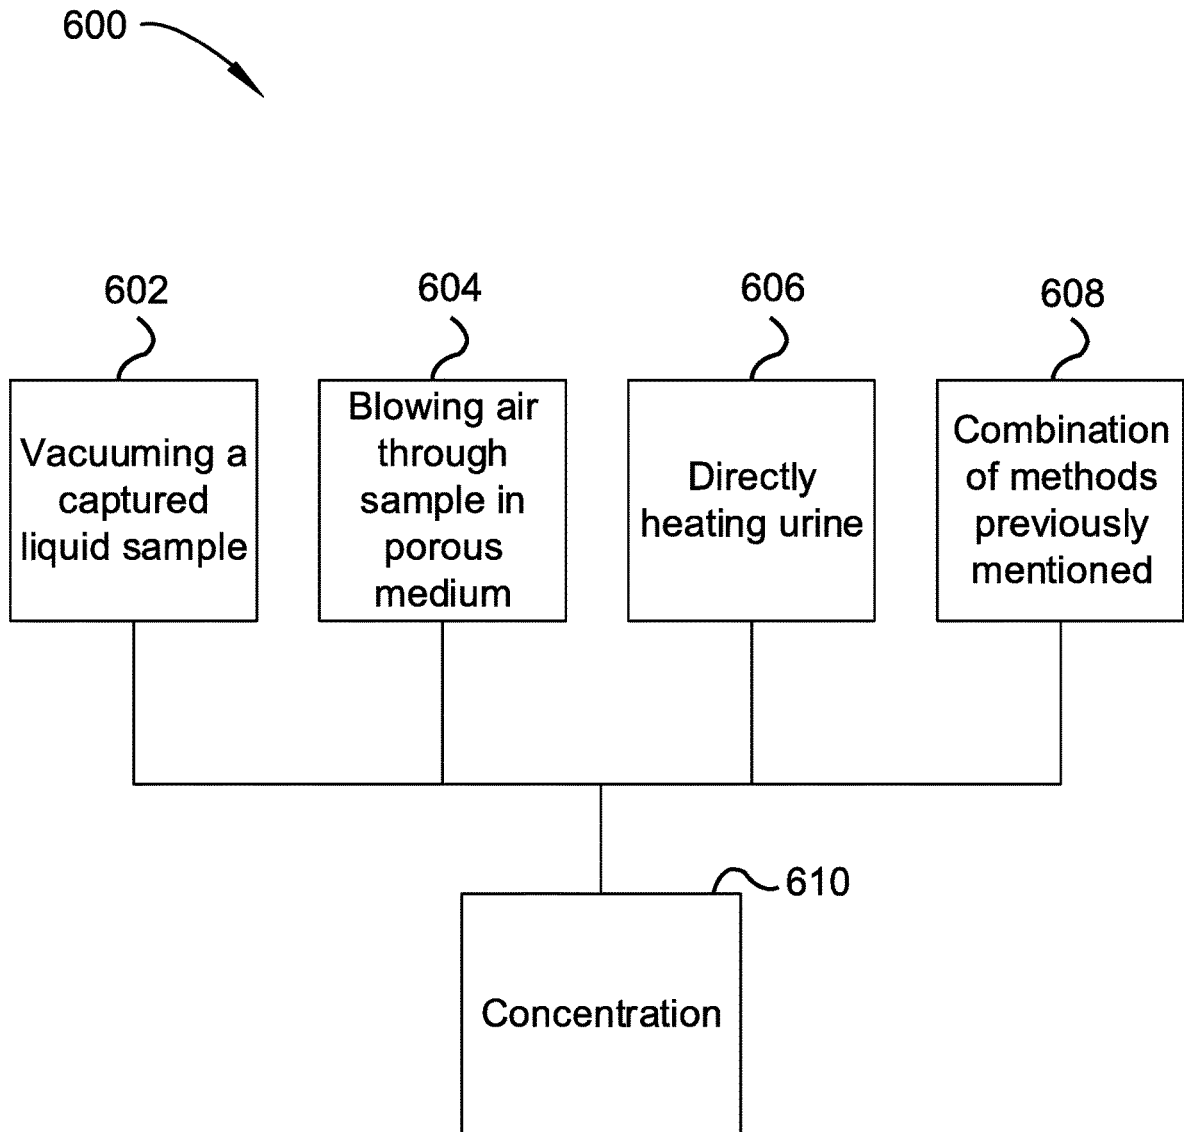 600
602
604
606
608
Vacuuming a
captured
liquid sample
Blowing air
through
sample in
porous
medium
Directly
heating urine
Combination
of methods
previously
mentioned
610
Concentration